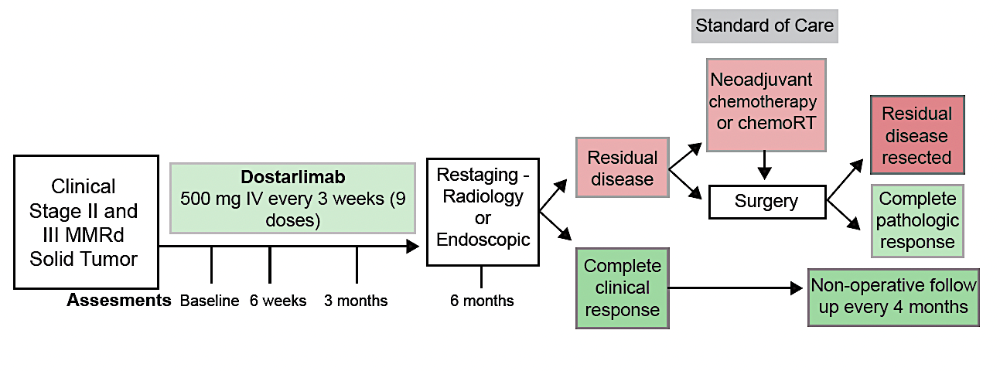 Standard of Care
Neoadjuvant
chemotherapy
or chemoRT
Residual
disease
resected
Residual
disease
Clinical
Stage II and
III MMRd
Solid Tumor
Dostarlimab
500 mg IV every 3 weeks (9
doses)
Restaging -
Radiology
or
Endoscopic
Surgery
Complete
pathologic
response
Complete
clinical
response
Non-operative follow
up every 4 months
Assesments Baseline 6 weeks 3 months 6 months